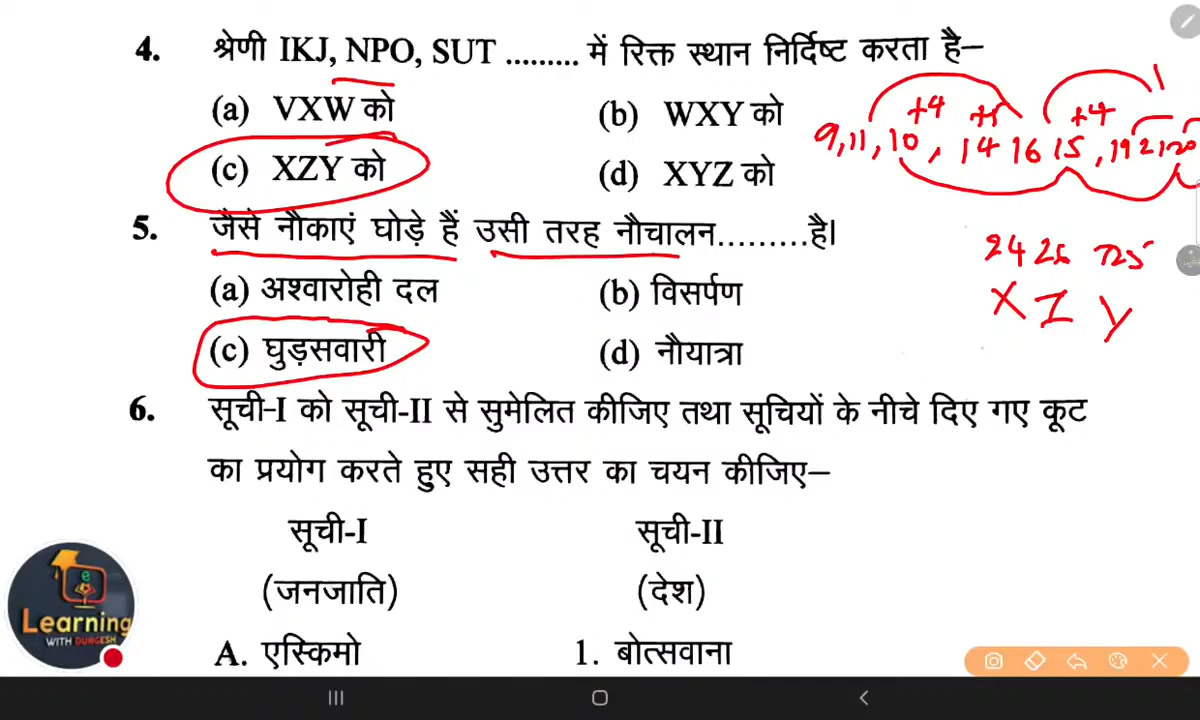 4. श्रेणी IKJ, NPO, SUT ......... में रिक्त स्थान निर्दिष्ट करता है–
(a) VXW को (b) WXY को
(c) XZY को (d) XYZ को
9, 11, 10, 14 16 15, 19 21 20
+4 +4
24 26 25
X Z Y
5. जैसे नौकाएं घोड़े हैं उसी तरह नौचालन.........है।
(a) अश्वारोही दल (b) विसर्पण
(c) घुड़सवारी (d) नौयात्रा
6. सूची-I को सूची-II से सुमेलित कीजिए तथा सूचियों के नीचे दिए गए कूट
का प्रयोग करते हुए सही उत्तर का चयन कीजिए–
सूची-I सूची-II
(जनजाति) (देश)
A. एस्किमो 1. बोत्सवाना
e
Learning
WITH DURGESH